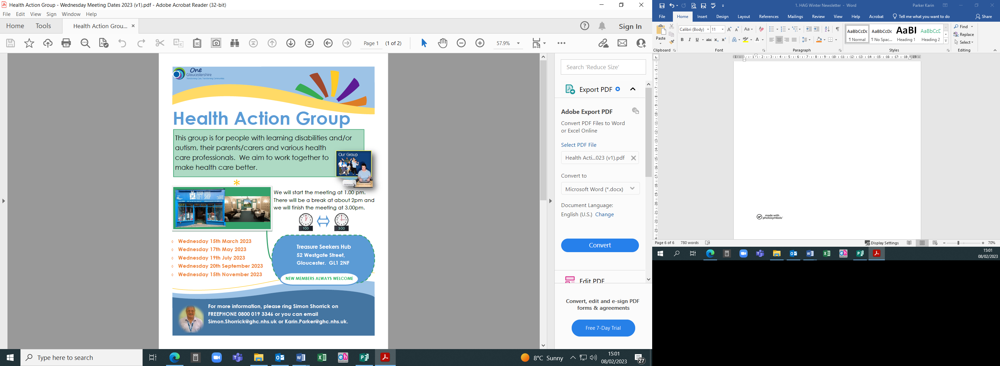 Health Action Group - Wednesday Meeting Dates 2023 (v1).pdf - Adobe Acrobat Reader (32-bit)
File Edit View Sign Window Help
Home Tools Health Action Grou... × Sign In
Page 1 (1 of 2) 57.9%
One
Gloucestershire
Transforming Care, Transforming Communities
Health Action Group
This group is for people with learning disabilities and/or
autism, their parents/carers and various health
care professionals. We aim to work together to
make health care better.
Our Group
*
TREASURE SEEKERS
GIFT SHOP
We will start the meeting at 1.00 pm.
There will be a break at about 2pm and
we will finish the meeting at 3.00pm.
1:00 3:00
Wednesday 15th March 2023
Wednesday 17th May 2023
Wednesday 19th July 2023
Wednesday 20th September 2023
Wednesday 15th November 2023
Treasure Seekers Hub
52 Westgate Street,
Gloucester. GL1 2NF
NEW MEMBERS ALWAYS WELCOME
For more information, please ring Simon Shorrick on
FREEPHONE 0800 019 3346 or you can email
Simon.Shorrick@ghc.nhs.uk or Karin.Parker@ghc.nhs.uk.
Search 'Reduce Size'
Export PDF
Adobe Export PDF
Convert PDF Files to Word
or Excel Online
Select PDF File
Health Acti...023 (v1).pdf
Convert to
Microsoft Word (*.docx)
Document Language:
English (U.S.) Change
Convert
Edit PDF
Convert, edit and e-sign PDF
forms & agreements
Free 7-Day Trial
Type here to search
8°C Sunny
15:01
08/02/2023
27
1. HAG Winter Newsletter - Word Parker Karin
File Home Insert Design Layout References Mailings Review View Help Acrobat Tell me what you want to do Share
Paste
Clipboard
Calibri (Body) 11
Font
Paragraph
AaBbCcDc AaBbCcDc AaBl AaBbCcC
¶ Normal ¶ No Spac... Heading 1 Heading 2
Styles
Find
Replace
Select
Editing
made with
photosymbols
Page 6 of 6 780 words Display Settings 70%
15:01
08/02/2023